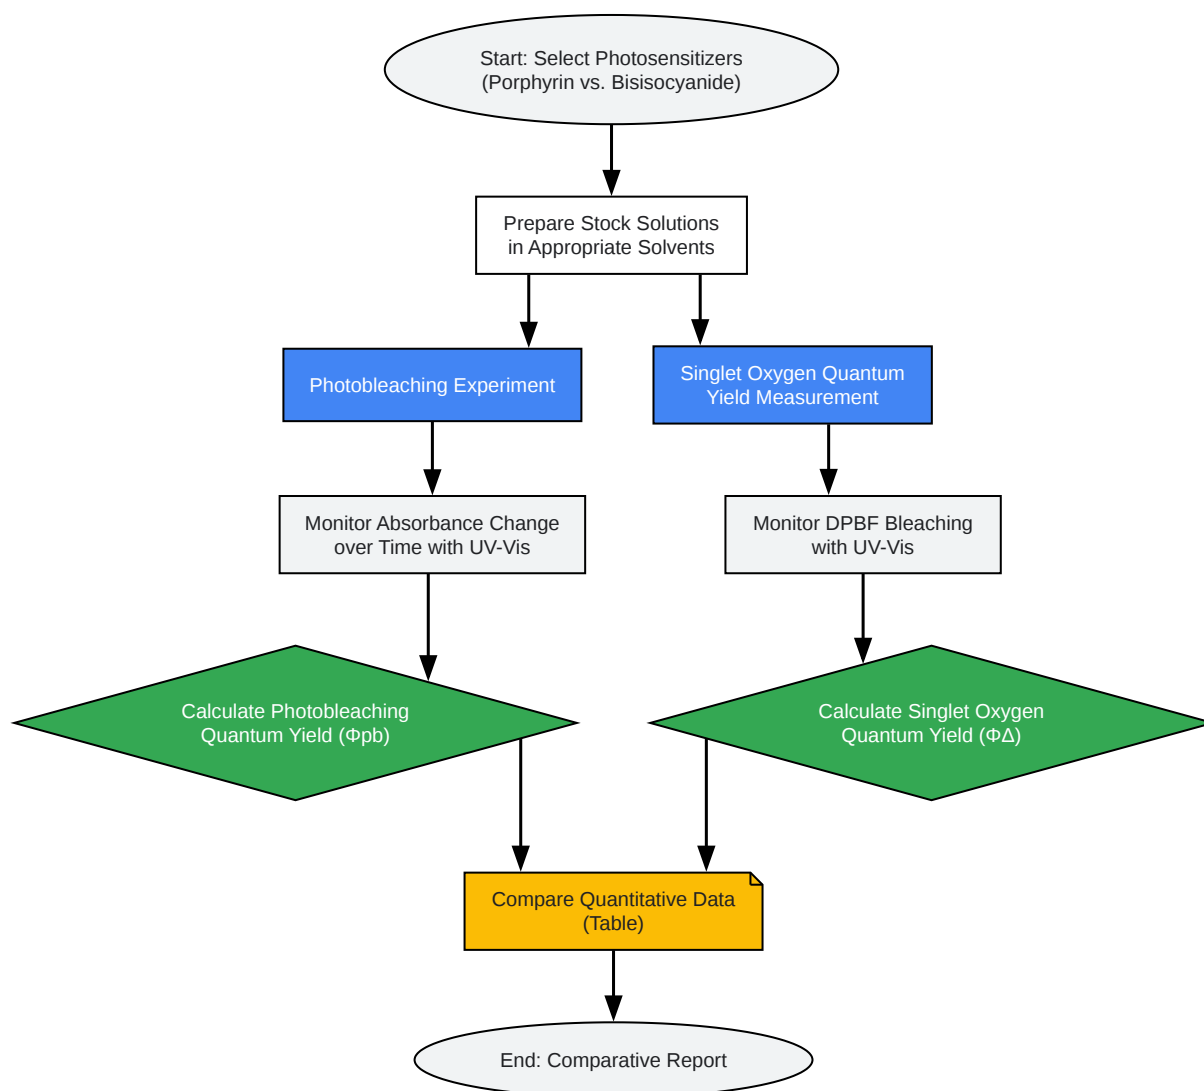 Start: Select Photosensitizers
(Porphyrin vs. Bisisocyanide)
Prepare Stock Solutions
in Appropriate Solvents
Photobleaching Experiment
Singlet Oxygen Quantum
Yield Measurement
Monitor Absorbance Change
over Time with UV-Vis
Monitor DPBF Bleaching
with UV-Vis
Calculate Photobleaching
Quantum Yield (Φpb)
Calculate Singlet Oxygen
Quantum Yield (ΦΔ)
Compare Quantitative Data
(Table)
End: Comparative Report